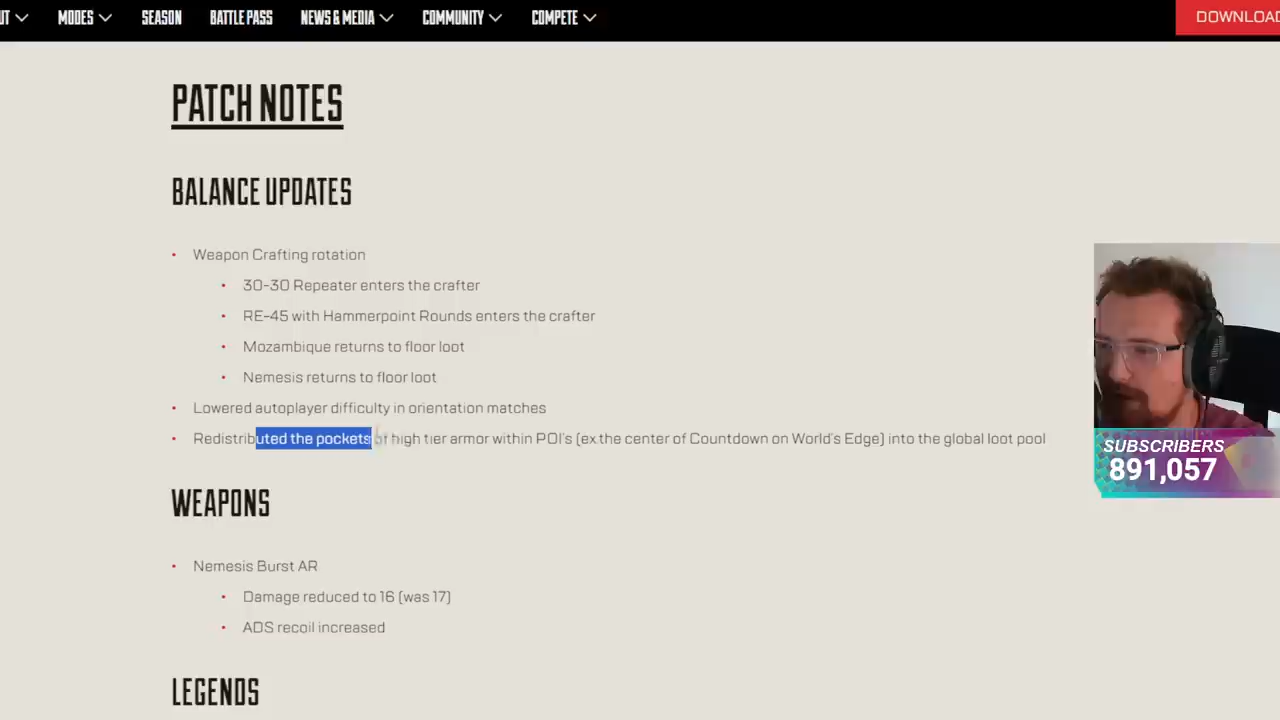 MODES
SEASON
BATTLE PASS
NEWS & MEDIA
COMMUNITY
COMPETE
PATCH NOTES
BALANCE UPDATES
• Weapon Crafting rotation
• 30-30 Repeater enters the crafter
• RE-45 with Hammerpoint Rounds enters the crafter
• Mozambique returns to floor loot
• Nemesis returns to floor loot
• Lowered autoplayer difficulty in orientation matches
• Redistributed the pockets of high tier armor within POI's (ex.the center of Countdown on World's Edge) into the global loot pool
SUBSCRIBERS
891,057
WEAPONS
• Nemesis Burst AR
• Damage reduced to 16 (was 17)
• ADS recoil increased
LEGENDS